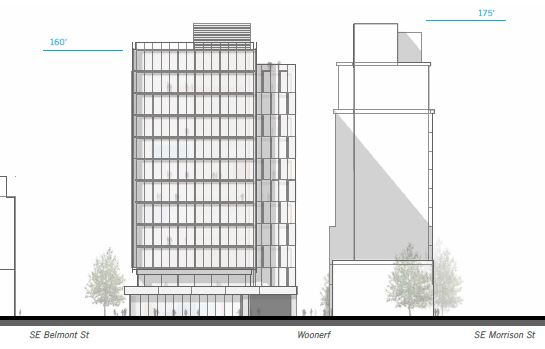 175'
160'
SE Belmont St
Woonerf
SE Morrison St